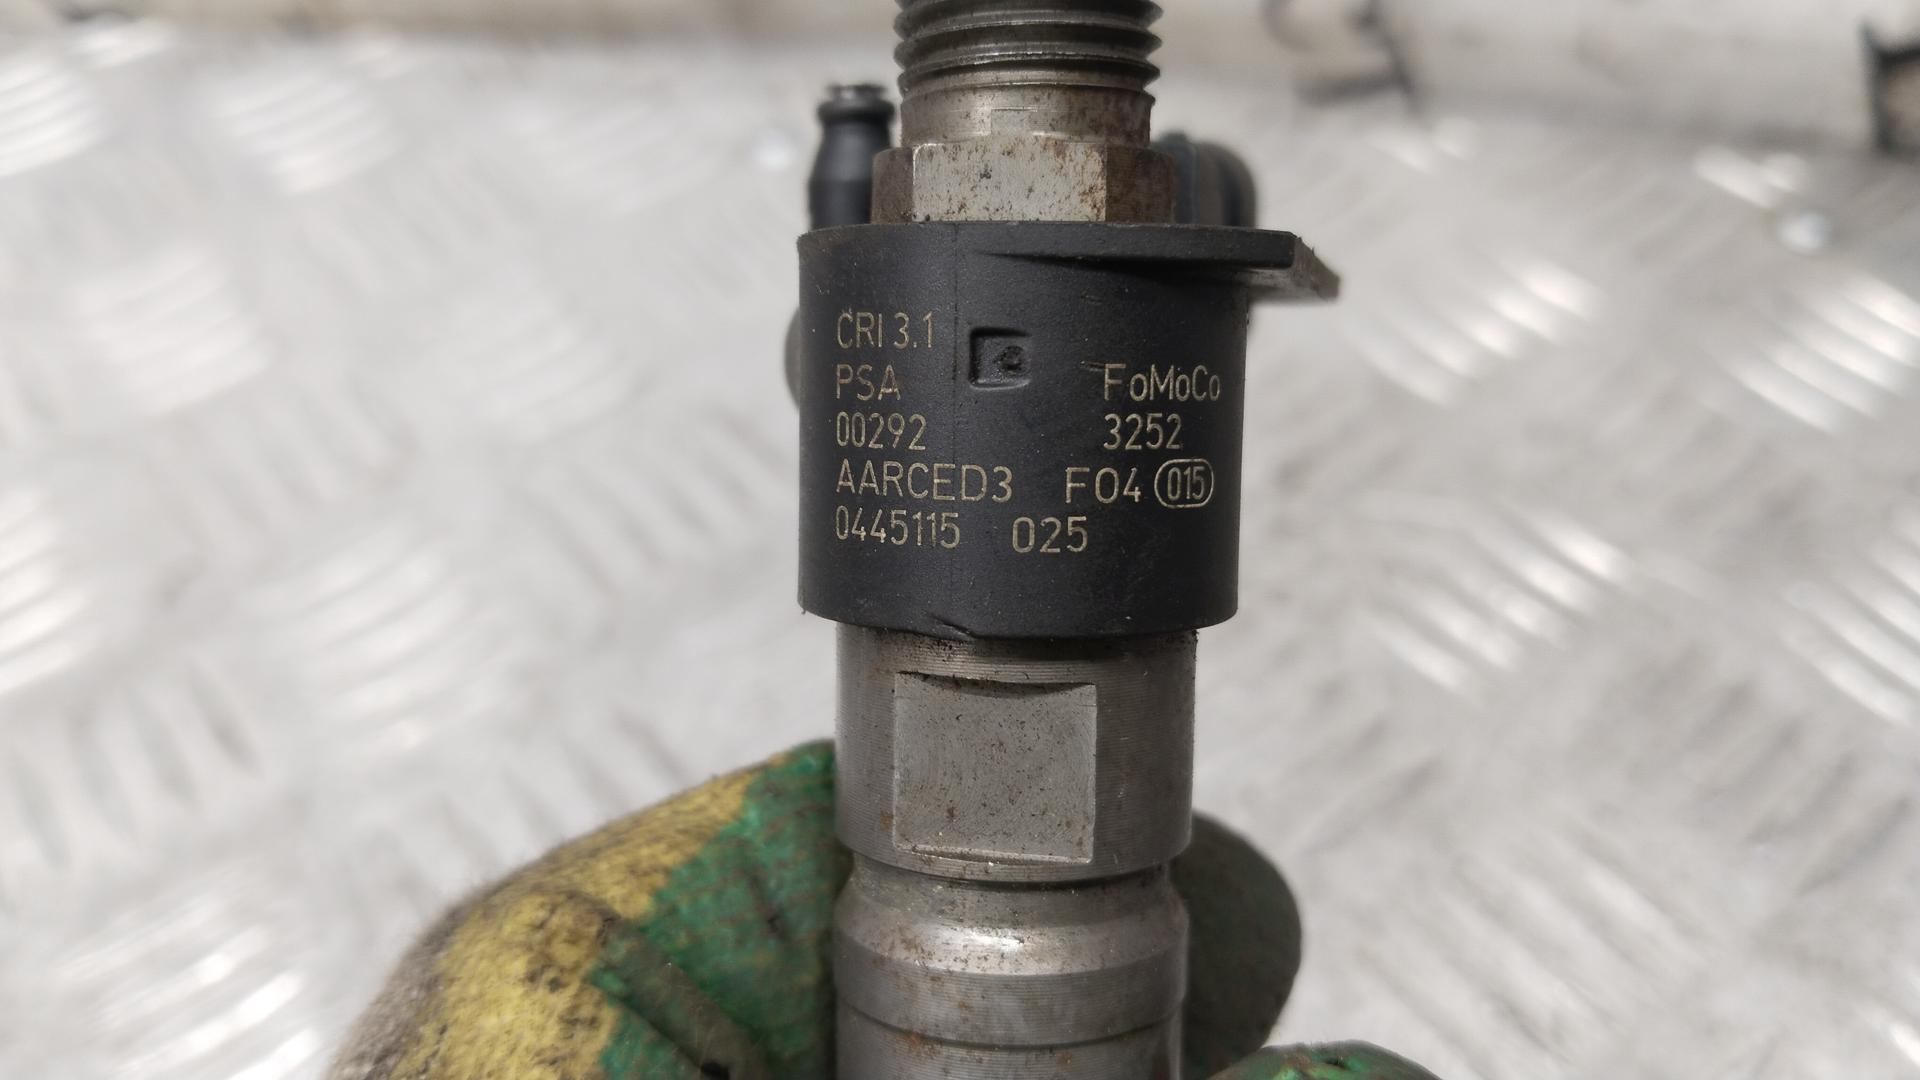 CRI 3.1
PSA FoMoCo
00292 3252
AARCED3 F04 015
0445115 025